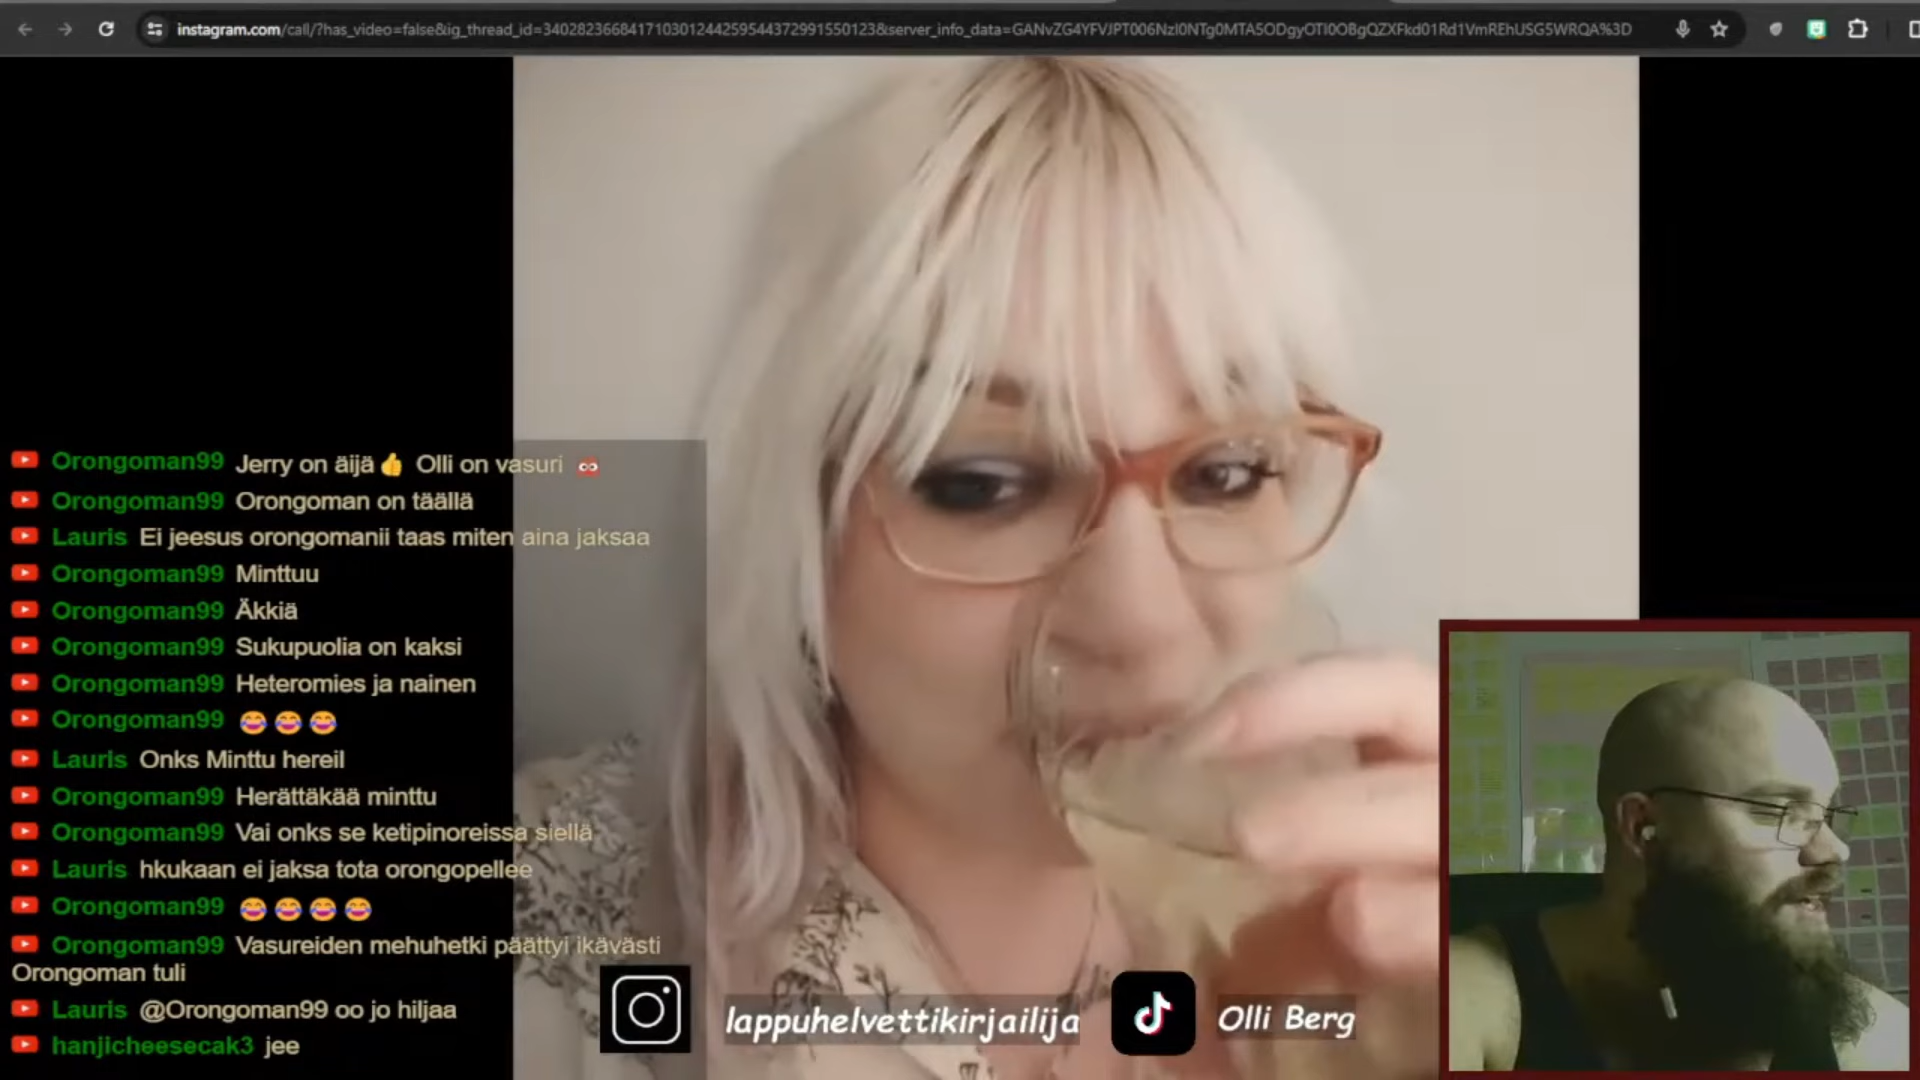 instagram.com/call/?has_video=false&ig_thread_id=340282366841710301244259544372991550123&server_info_data=GANvZG4YFVJPT006NzI0NTg0MTA5ODgyOTI0OBgQZXFkd01Rd1VmREhUSG5WRQA%3D
Orongoman99 Jerry on äijä👍 Olli on vasuri
Orongoman99 Orongoman on täällä
Lauris Ei jeesus orongomanii taas miten aina jaksaa
Orongoman99 Minttuu
Orongoman99 Äkkiä
Orongoman99 Sukupuolia on kaksi
Orongoman99 Heteromies ja nainen
Orongoman99 😂😂😂
Lauris Onks Minttu hereil
Orongoman99 Herättäkää minttu
Orongoman99 Vai onks se ketipinoreissa siellä
Lauris hkukaan ei jaksa tota orongopellee
Orongoman99 😂😂😂😂
Orongoman99 Vasureiden mehuhetki päättyi ikävästi
Orongoman tuli
Lauris @Orongoman99 oo jo hiljaa
hanjicheesecak3 jee
lappuhelvettikirjailija
Olli Berg